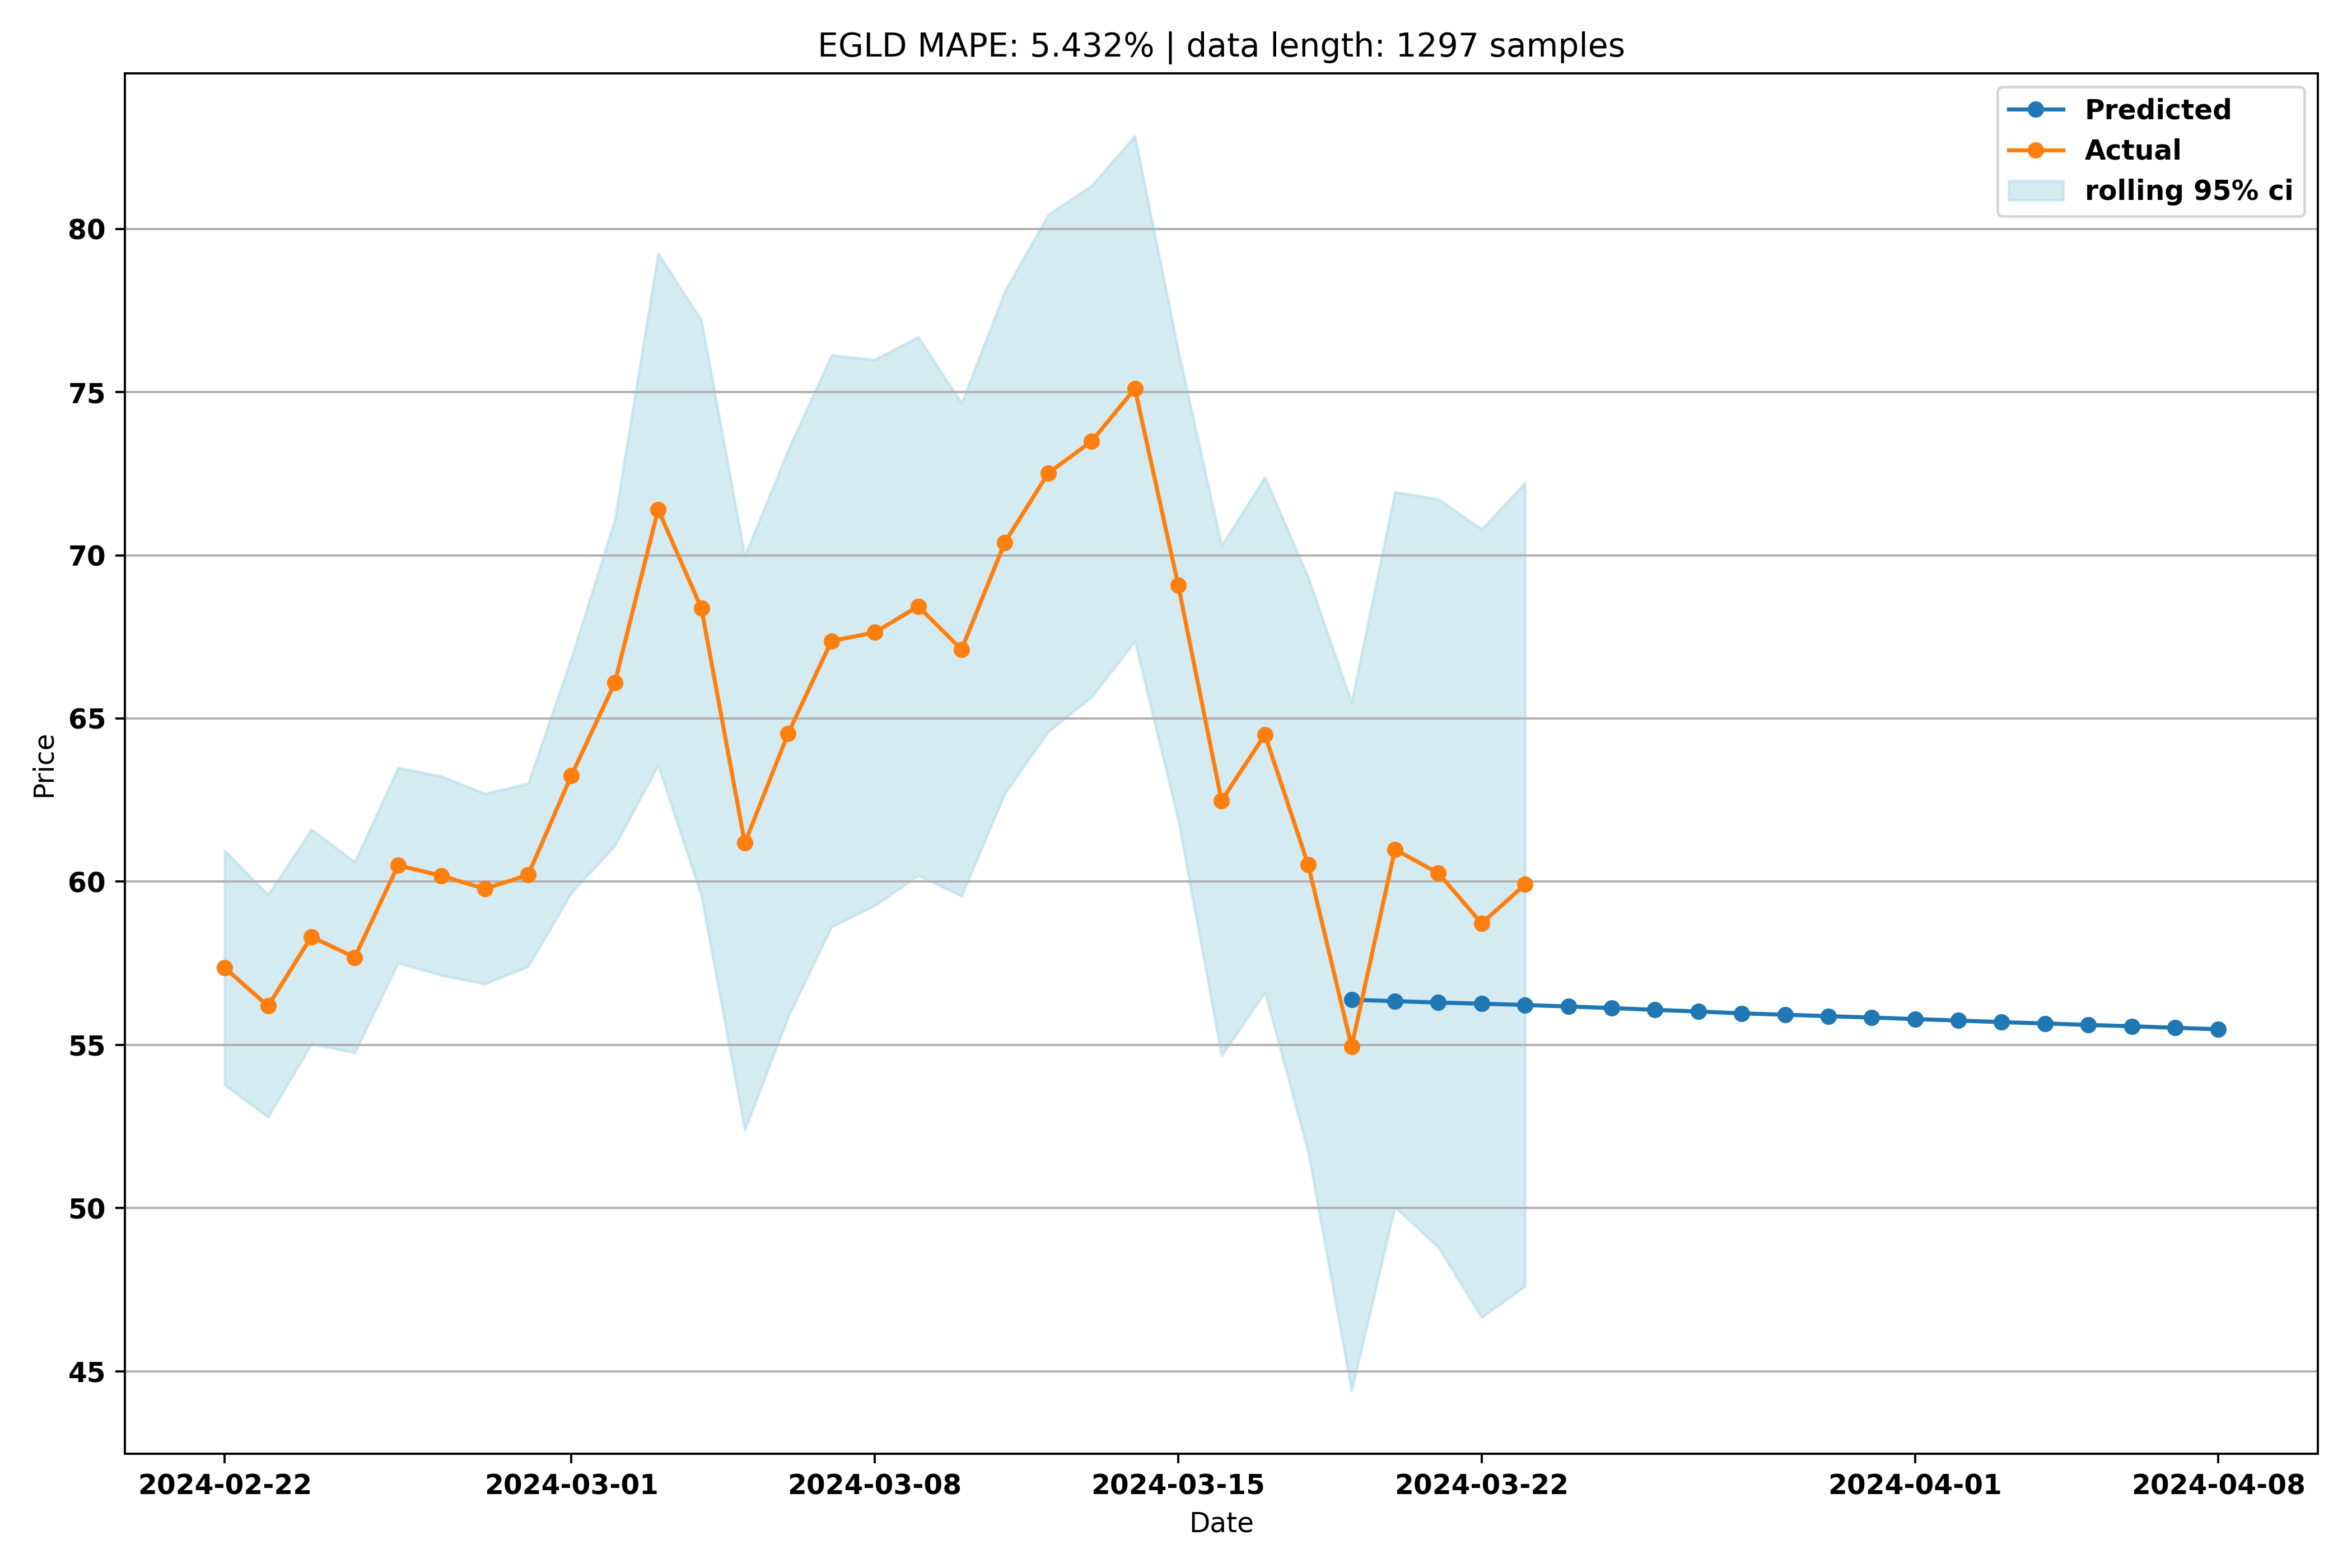 EGLD MAPE: 5.432% | data length: 1297 samples
Predicted
Actual
rolling 95% ci
80
75
70
65
60
55
50
45
Price
2024-02-22
2024-03-01
2024-03-08
2024-03-15
2024-03-22
2024-04-01
2024-04-08
Date